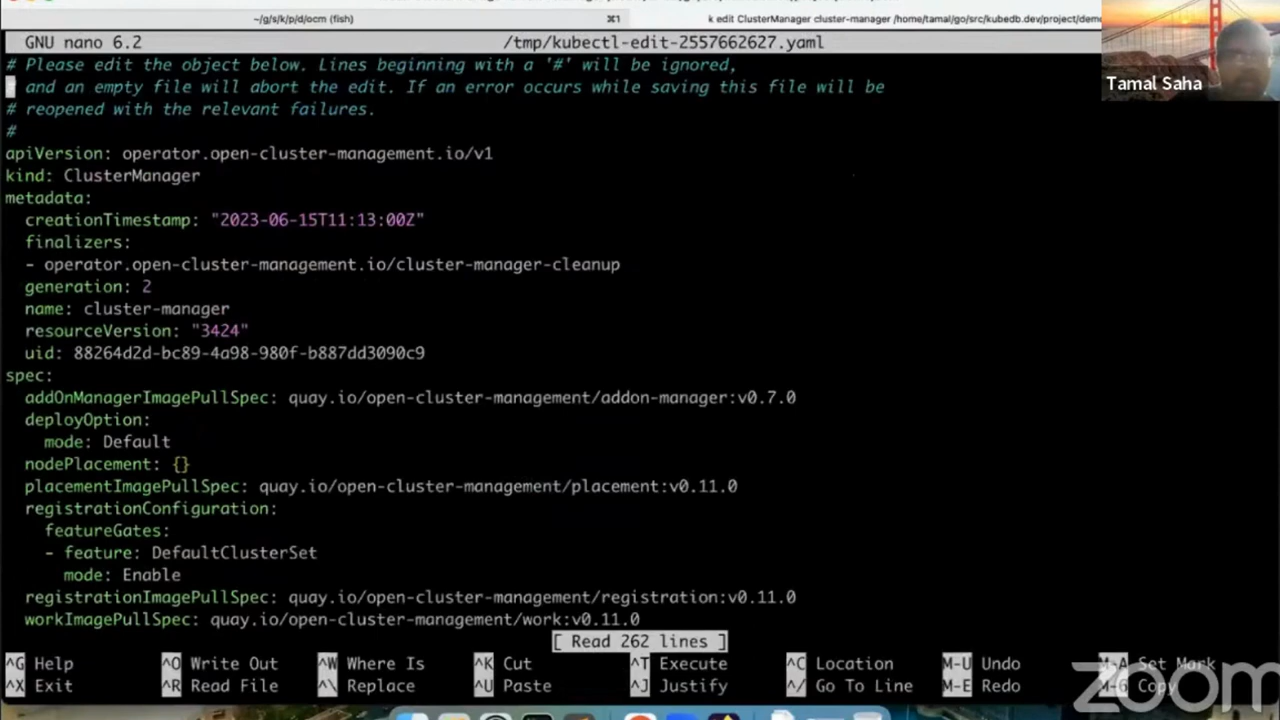 ~/g/s/k/p/d/ocm (fish)
⌘1
k edit ClusterManager cluster-manager /home/tamal/go/src/kubedb.dev/project/demo
GNU nano 6.2
/tmp/kubectl-edit-2557662627.yaml
# Please edit the object below. Lines beginning with a '#' will be ignored,
and an empty file will abort the edit. If an error occurs while saving this file will be
# reopened with the relevant failures.
#
apiVersion: operator.open-cluster-management.io/v1
kind: ClusterManager
metadata:
creationTimestamp: "2023-06-15T11:13:00Z"
finalizers:
- operator.open-cluster-management.io/cluster-manager-cleanup
generation: 2
name: cluster-manager
resourceVersion: "3424"
uid: 88264d2d-bc89-4a98-980f-b887dd3090c9
spec:
addOnManagerImagePullSpec: quay.io/open-cluster-management/addon-manager:v0.7.0
deployOption:
mode: Default
nodePlacement: {}
placementImagePullSpec: quay.io/open-cluster-management/placement:v0.11.0
registrationConfiguration:
featureGates:
- feature: DefaultClusterSet
mode: Enable
registrationImagePullSpec: quay.io/open-cluster-management/registration:v0.11.0
workImagePullSpec: quay.io/open-cluster-management/work:v0.11.0
[ Read 262 lines ]
^G Help ^O Write Out ^W Where Is ^K Cut ^T Execute ^C Location M-U Undo M-A Set Mark
^X Exit ^R Read File ^\ Replace ^U Paste ^J Justify ^/ Go To Line M-E Redo M-6 Copy
Tamal Saha
zoom